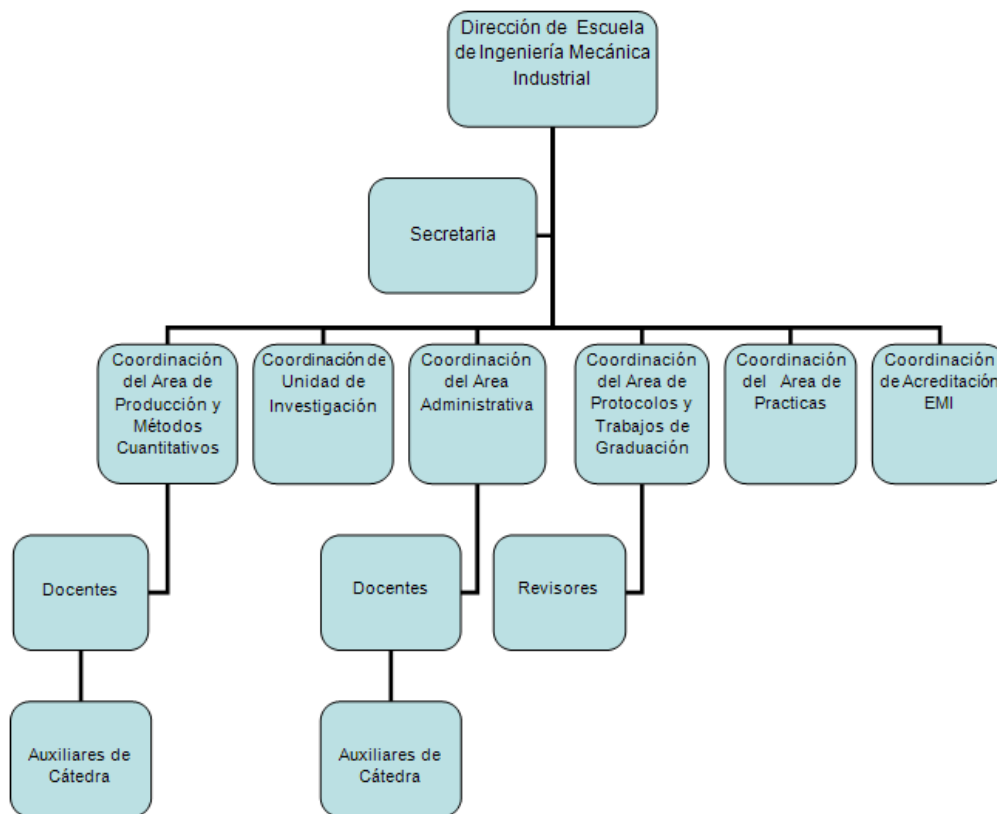 Dirección de Escuela
de Ingeniería Mecánica
Industrial
Secretaria
Coordinación
del Area de
Producción y
Métodos
Cuantitativos
Coordinación de
Unidad de
Investigación
Coordinación
del Area
Administrativa
Coordinación
del Area de
Protocolos y
Trabajos de
Graduación
Coordinación
del Area de
Practicas
Coordinación
de Acreditación
EMI
Docentes
Docentes
Revisores
Auxiliares de
Cátedra
Auxiliares de
Cátedra